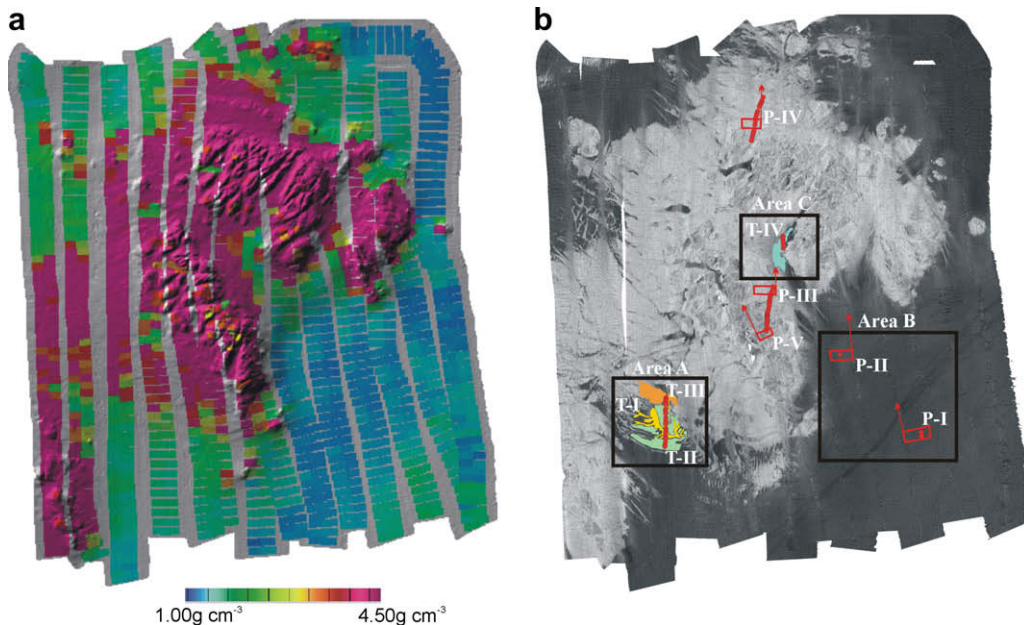 a
b
1.00g cm-3
4.50g cm-3
P-IV
Area C
T-IV
P-III
P-V
Area B
P-II
P-I
Area A
T-III
T-I
T-II